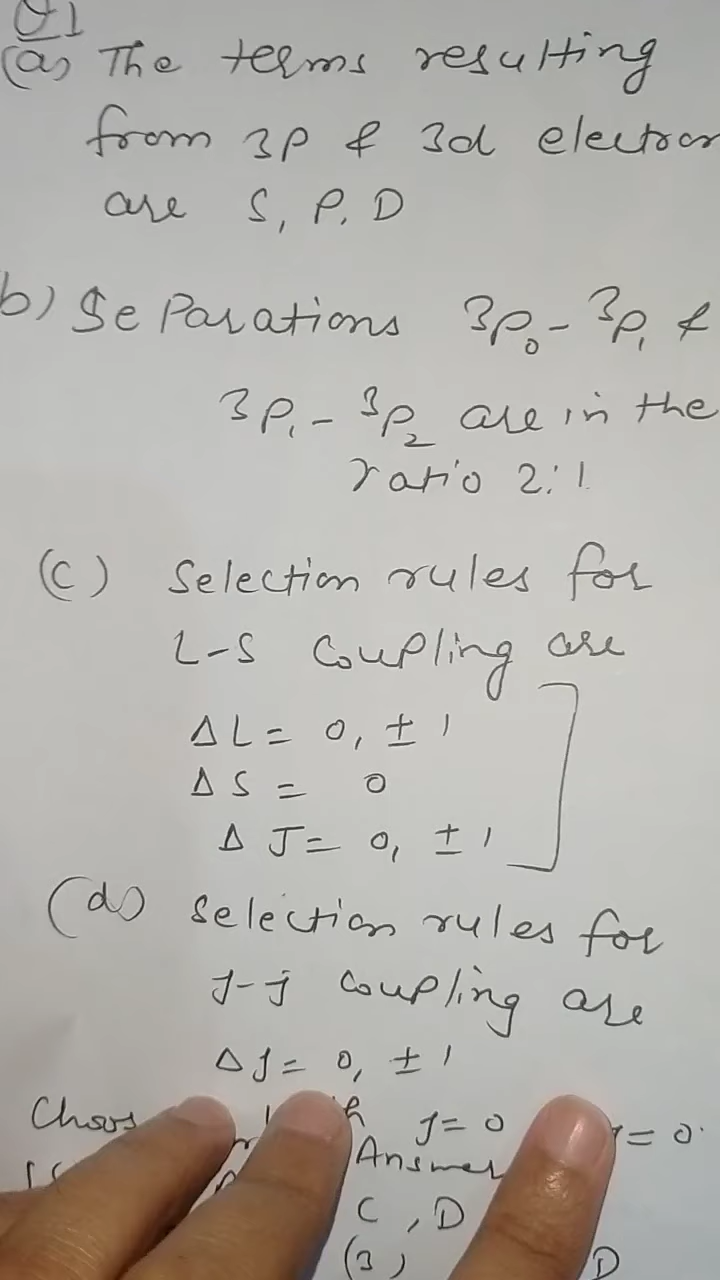 Q1
(a) The terms resulting
from 3p & 3d electron
are S, P, D
b) Separations ³P₀ - ³P₁ &
³P₁ - ³P₂ are in the
ratio 2:1
(c) Selection rules for
L-S coupling are
ΔL = 0, ±1
ΔS = 0
ΔJ = 0, ±1
(d) Selection rules for
J-j coupling are
ΔJ = 0, ±1
J = 0 = 0
Answer
C, D
(3) D